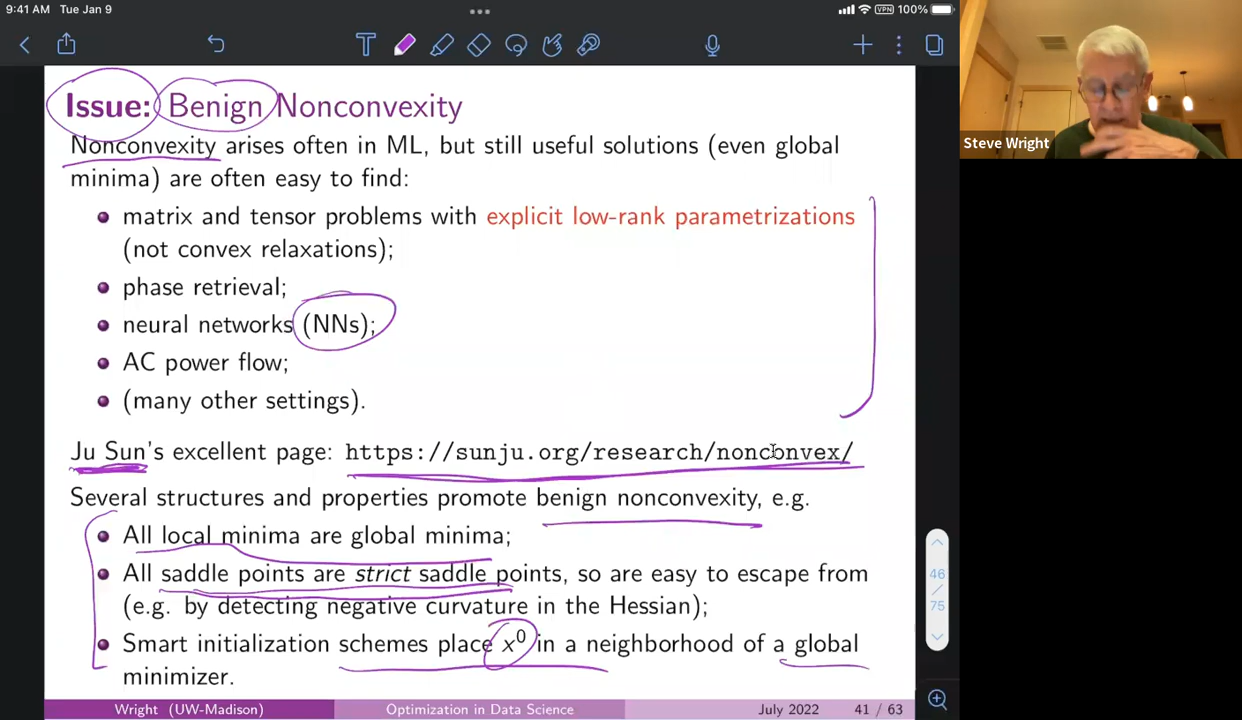 9:41 AM Tue Jan 9
VPN 100%
Issue: Benign Nonconvexity
Nonconvexity arises often in ML, but still useful solutions (even global
minima) are often easy to find:
matrix and tensor problems with explicit low-rank parametrizations
(not convex relaxations);
phase retrieval;
neural networks (NNs);
AC power flow;
(many other settings).
Ju Sun's excellent page: https://sunju.org/research/nonconvex/
Several structures and properties promote benign nonconvexity, e.g.
All local minima are global minima;
All saddle points are strict saddle points, so are easy to escape from
(e.g. by detecting negative curvature in the Hessian);
Smart initialization schemes place x⁰ in a neighborhood of a global
minimizer.
Wright (UW-Madison) Optimization in Data Science July 2022 41 / 63
46
/
75
Steve Wright